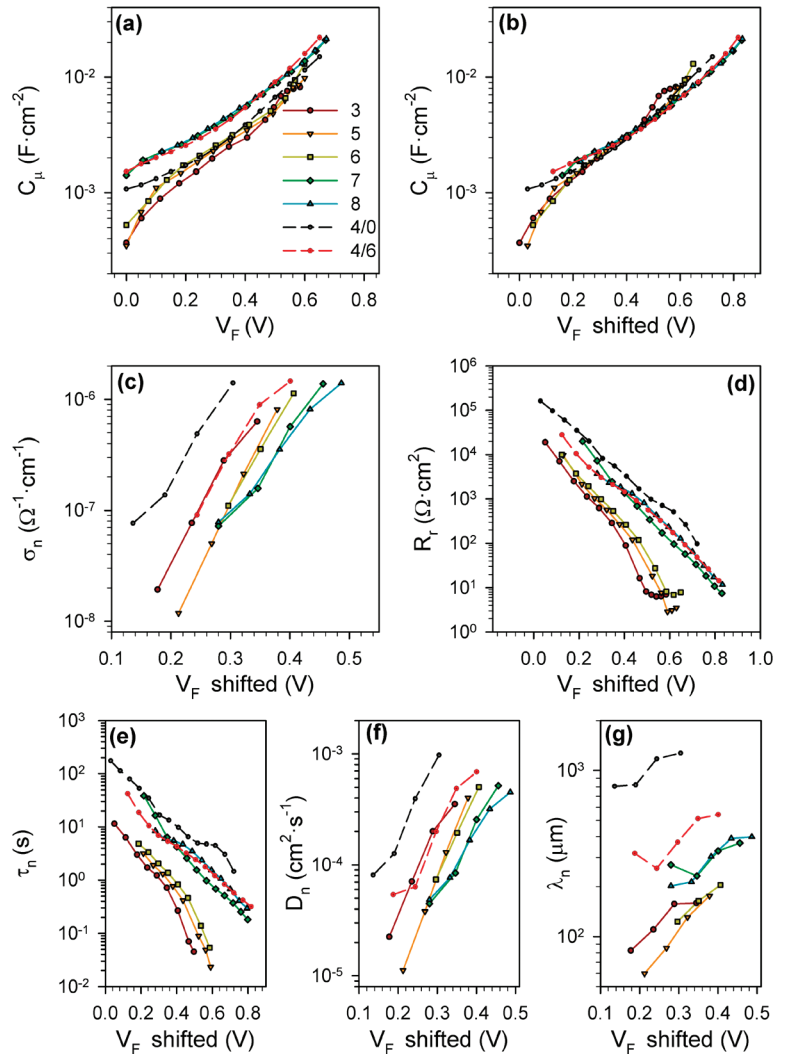 (a)
C_μ (F·cm⁻²)
10⁻²
10⁻³
3
5
6
7
8
4/0
4/6
0.0 0.2 0.4 0.6 0.8
V_F (V)
(b)
C_μ (F·cm⁻²)
10⁻²
10⁻³
0.0 0.2 0.4 0.6 0.8
V_F shifted (V)
(c)
σ_n (Ω⁻¹·cm⁻¹)
10⁻⁶
10⁻⁷
10⁻⁸
0.1 0.2 0.3 0.4 0.5
V_F shifted (V)
(d)
R_r (Ω·cm²)
10⁶
10⁵
10⁴
10³
10²
10¹
10⁰
0.0 0.2 0.4 0.6 0.8 1.0
V_F shifted (V)
(e)
τ_n (s)
10³
10²
10¹
10⁰
10⁻¹
10⁻²
0.0 0.2 0.4 0.6 0.8
V_F shifted (V)
(f)
D_n (cm²·s⁻¹)
10⁻³
10⁻⁴
10⁻⁵
0.1 0.2 0.3 0.4 0.5
V_F shifted (V)
(g)
λ_n (μm)
10³
10²
0.1 0.2 0.3 0.4 0.5
V_F shifted (V)